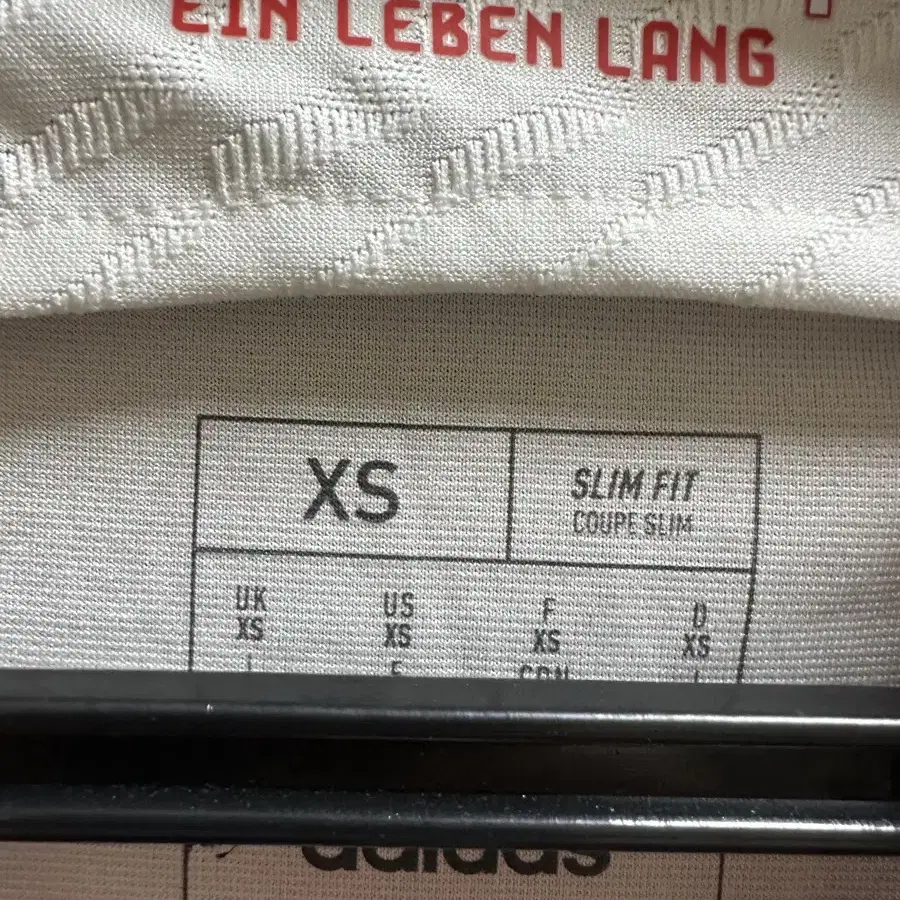 EIN LEBEN LANG
XS
SLIM FIT
COUPE SLIM
UK US F D
XS XS XS XS
adidas